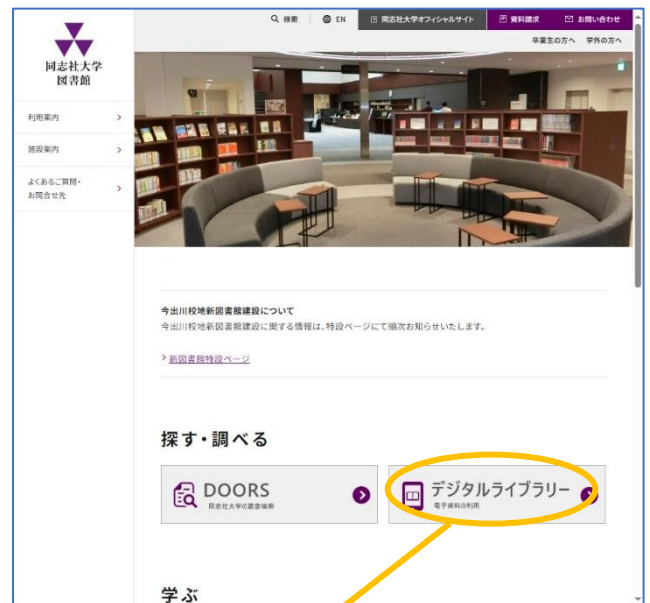 検索
EN
同志社大学オフィシャルサイト
資料請求
お問い合わせ
卒業生の方へ 学外の方へ
同志社大学
図書館
利用案内
施設案内
よくあるご質問・
お問合せ先
今出川校地新図書館建設について
今出川校地新図書館建設に関する情報は、特設ページにて順次お知らせいたします。
新図書館特設ページ
探す・調べる
DOORS
同志社大学の蔵書検索
デジタルライブラリー
電子資料の利用
学ぶ